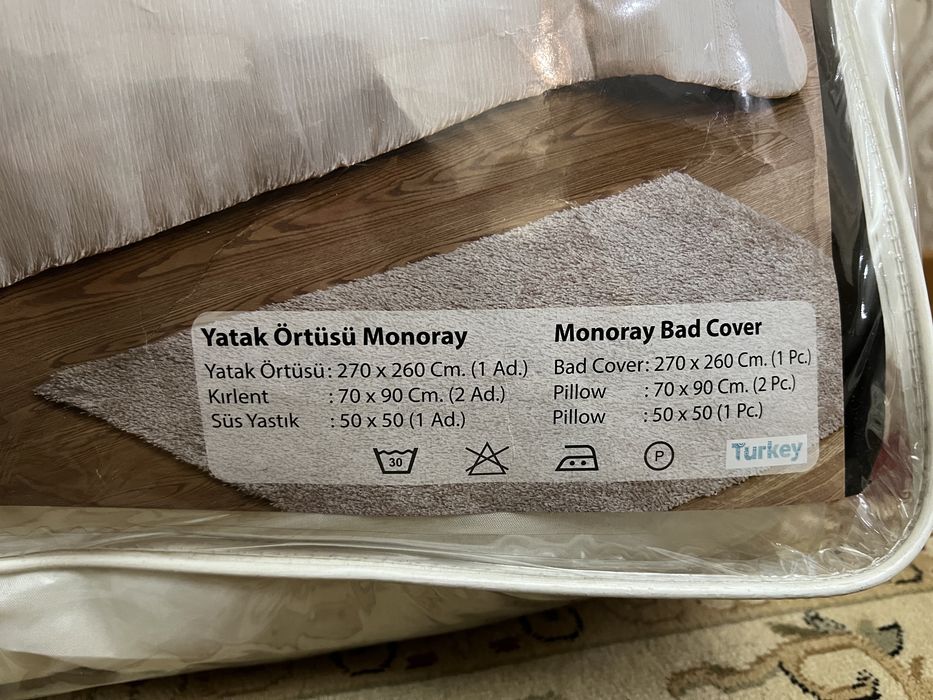 Yatak Örtüsü Monoray
Yatak Örtüsü : 270 x 260 Cm. (1 Ad.)
Kırlent : 70 x 90 Cm. (2 Ad.)
Süs Yastık : 50 x 50 (1 Ad.)
Monoray Bad Cover
Bad Cover: 270 x 260 Cm. (1 Pc.)
Pillow : 70 x 90 Cm. (2 Pc.)
Pillow : 50 x 50 (1 Pc.)
30
P
Turkey